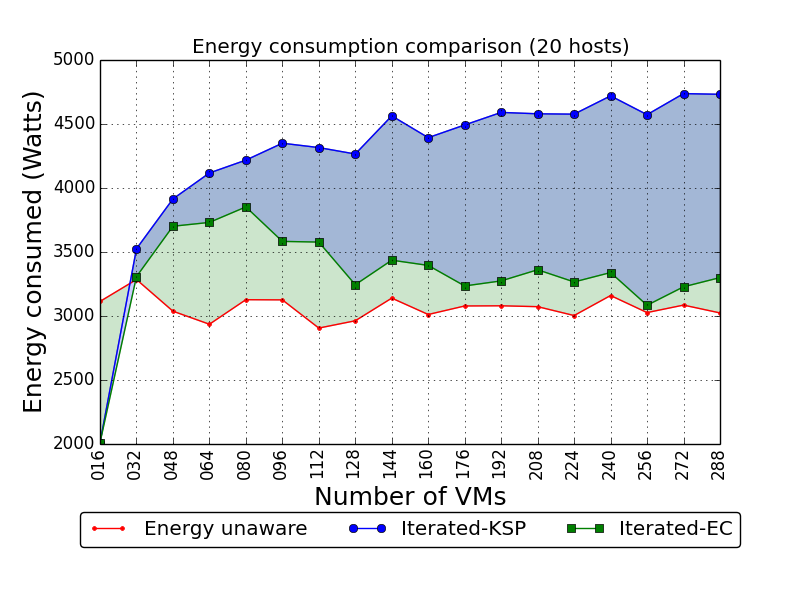 Energy consumption comparison (20 hosts)
Energy consumed (Watts)
5000
4500
4000
3500
3000
2500
2000
016 032 048 064 080 096 112 128 144 160 176 192 208 224 240 256 272 288
Number of VMs
Energy unaware Iterated-KSP Iterated-EC